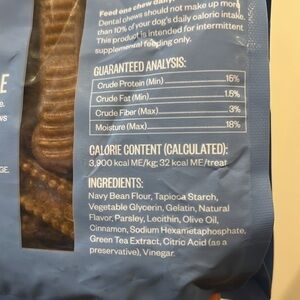 Feed one chew daily.
Dental chews should not make up more
than 10% of your dog's daily caloric intake.
This product is intended for intermittent
supplemental feeding only.
GUARANTEED ANALYSIS:
Crude Protein (Min) 15%
Crude Fat (Min) 1.5%
Crude Fiber (Max) 3%
Moisture (Max) 18%
CALORIE CONTENT (CALCULATED):
3,900 kcal ME/kg; 32 kcal ME/treat
INGREDIENTS:
Navy Bean Flour, Tapioca Starch,
Vegetable Glycerin, Gelatin, Natural
Flavor, Parsley, Lecithin, Olive Oil,
Cinnamon, Sodium Hexametaphosphate,
Green Tea Extract, Citric Acid (as a
preservative), Vinegar.